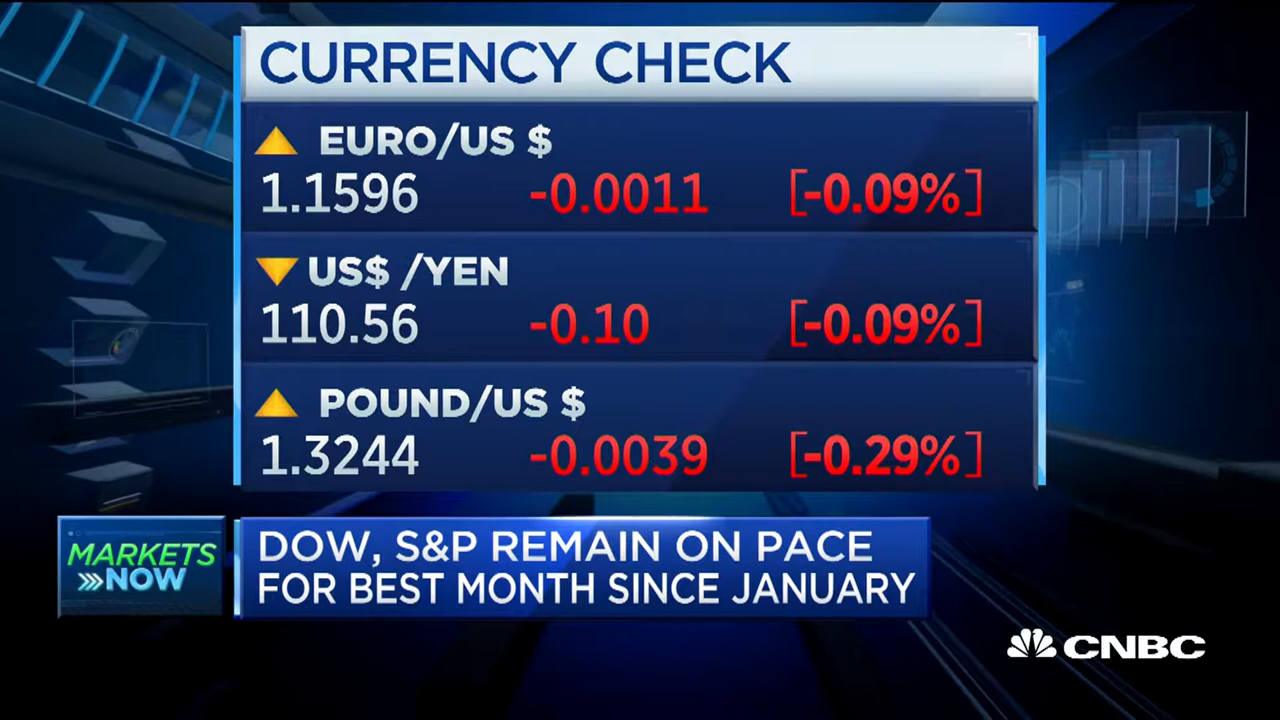 CURRENCY CHECK
EURO/US $
1.1596 -0.0011 [-0.09%]
US$ /YEN
110.56 -0.10 [-0.09%]
POUND/US $
1.3244 -0.0039 [-0.29%]
MARKETS
NOW
DOW, S&P REMAIN ON PACE
FOR BEST MONTH SINCE JANUARY
CNBC